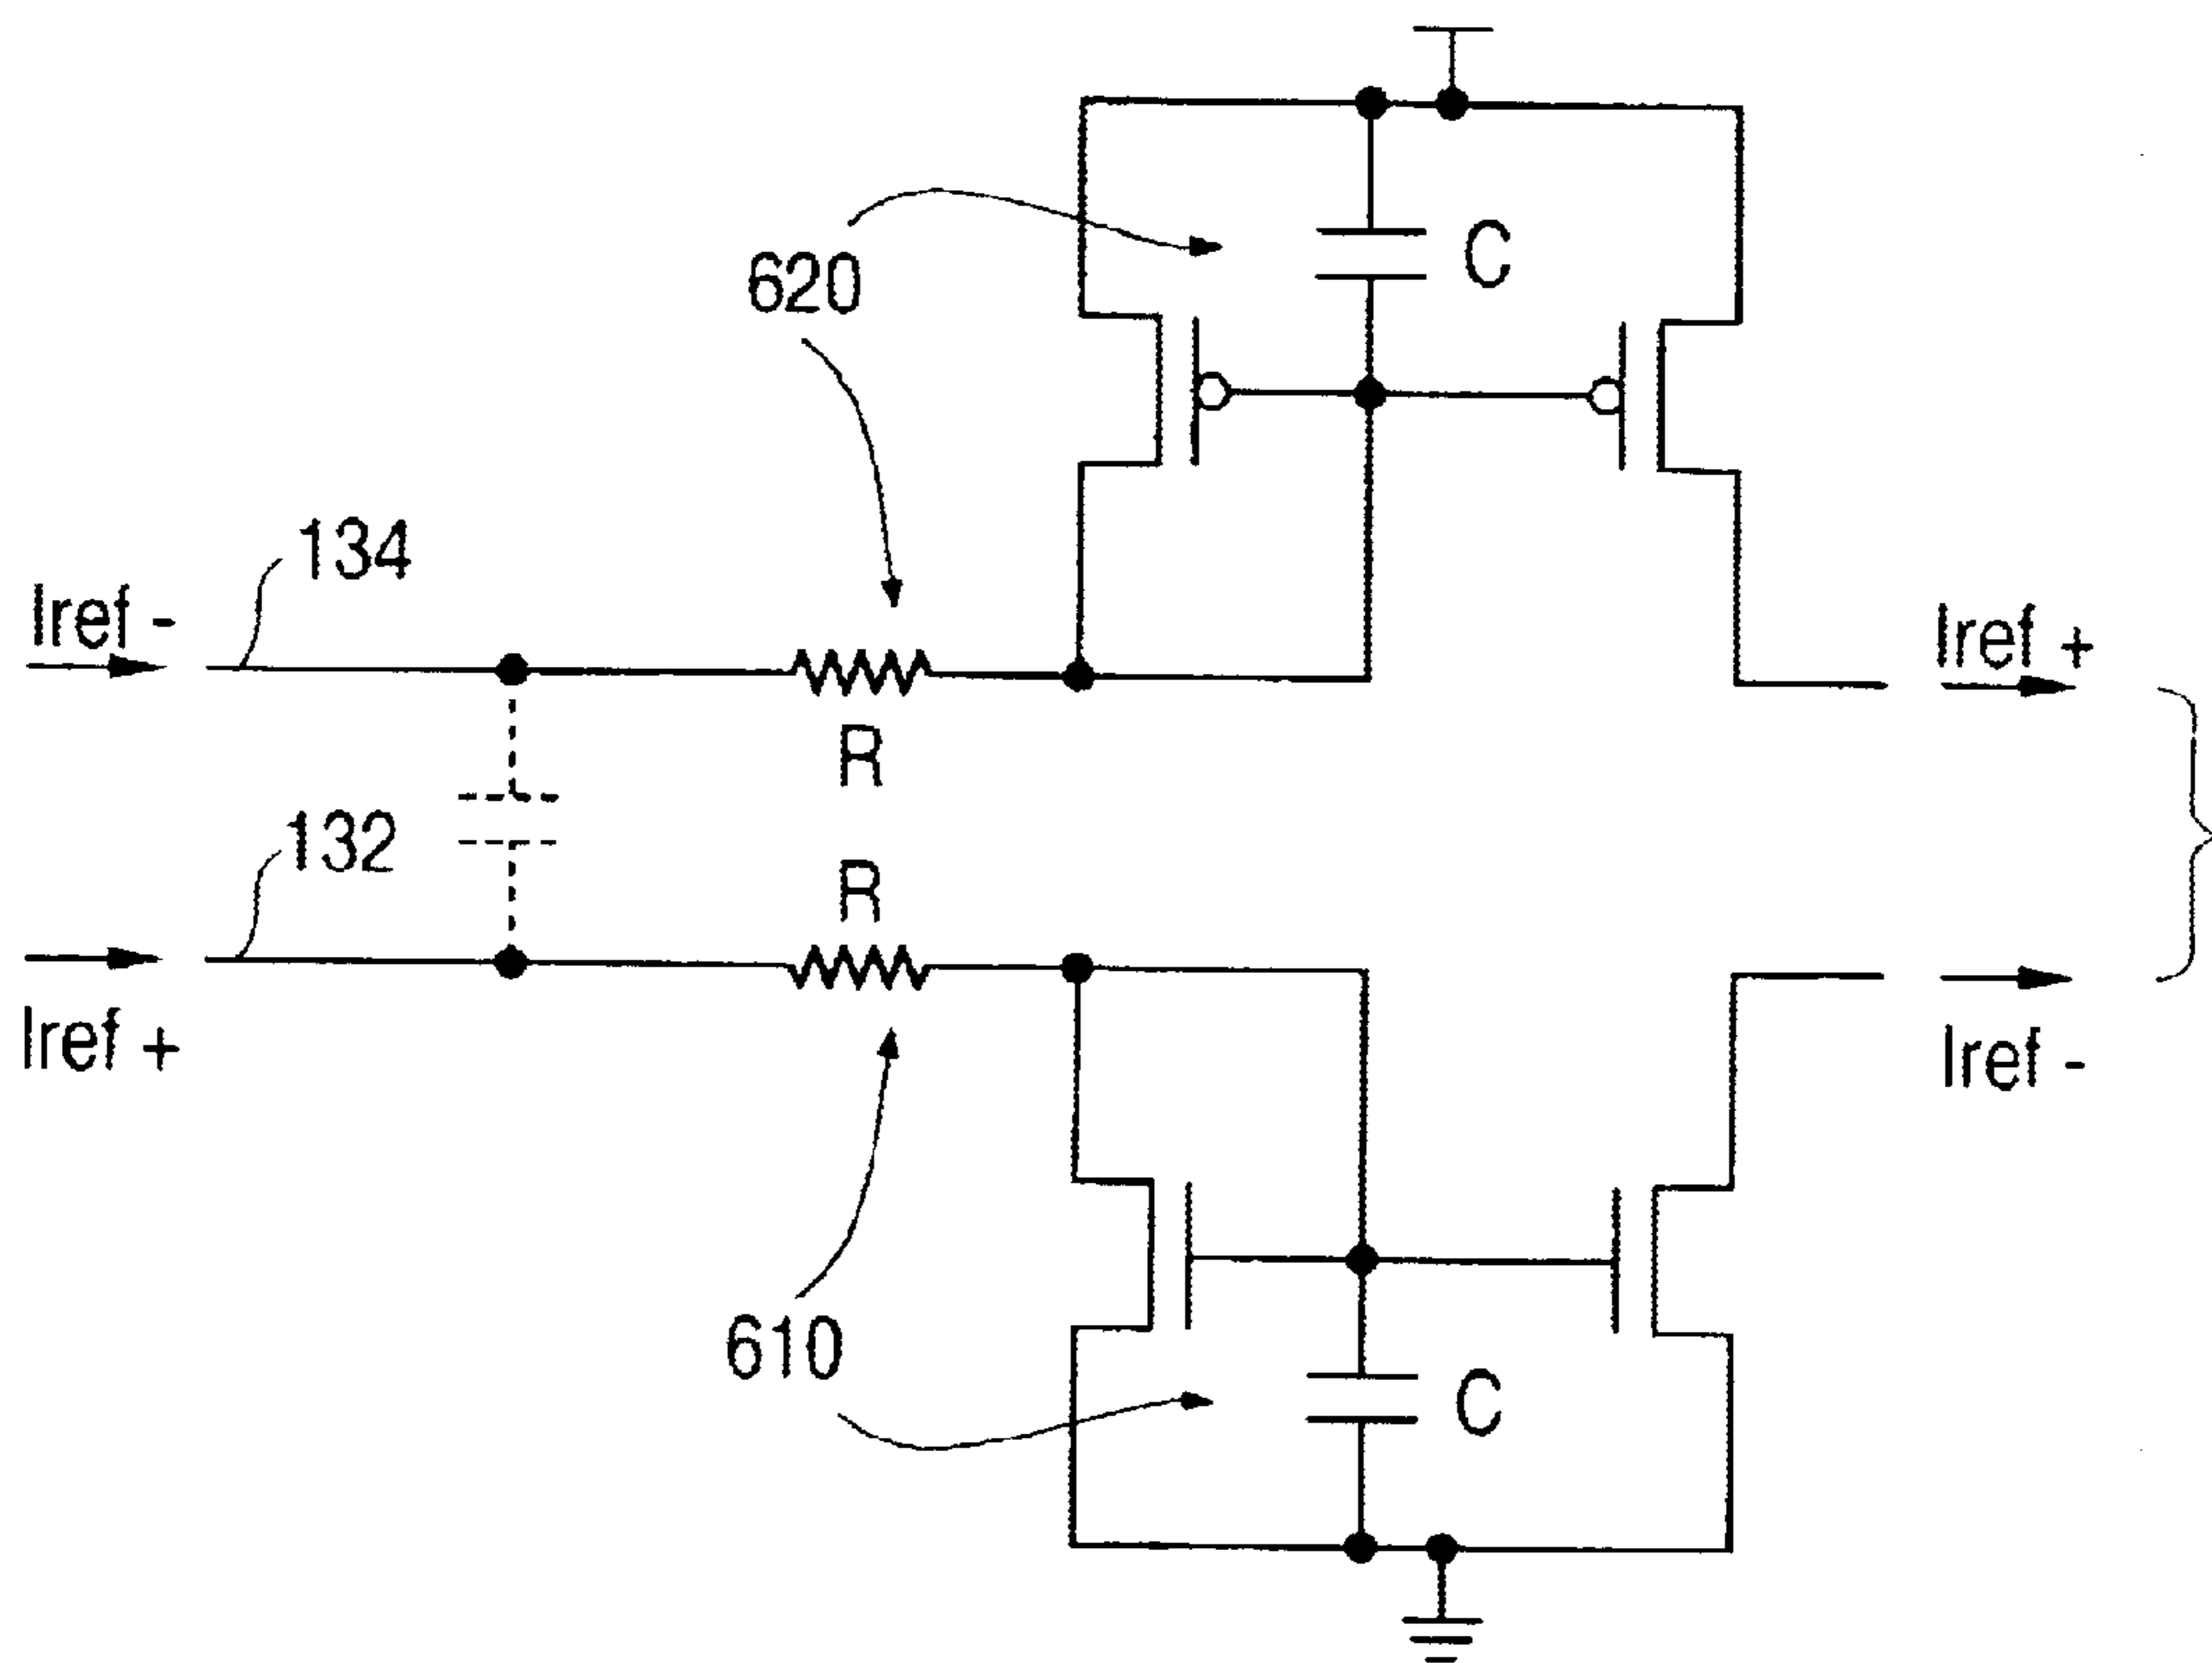 C
620
134
Iref -
Iref +
R
132
R
Iref +
Iref -
610
C